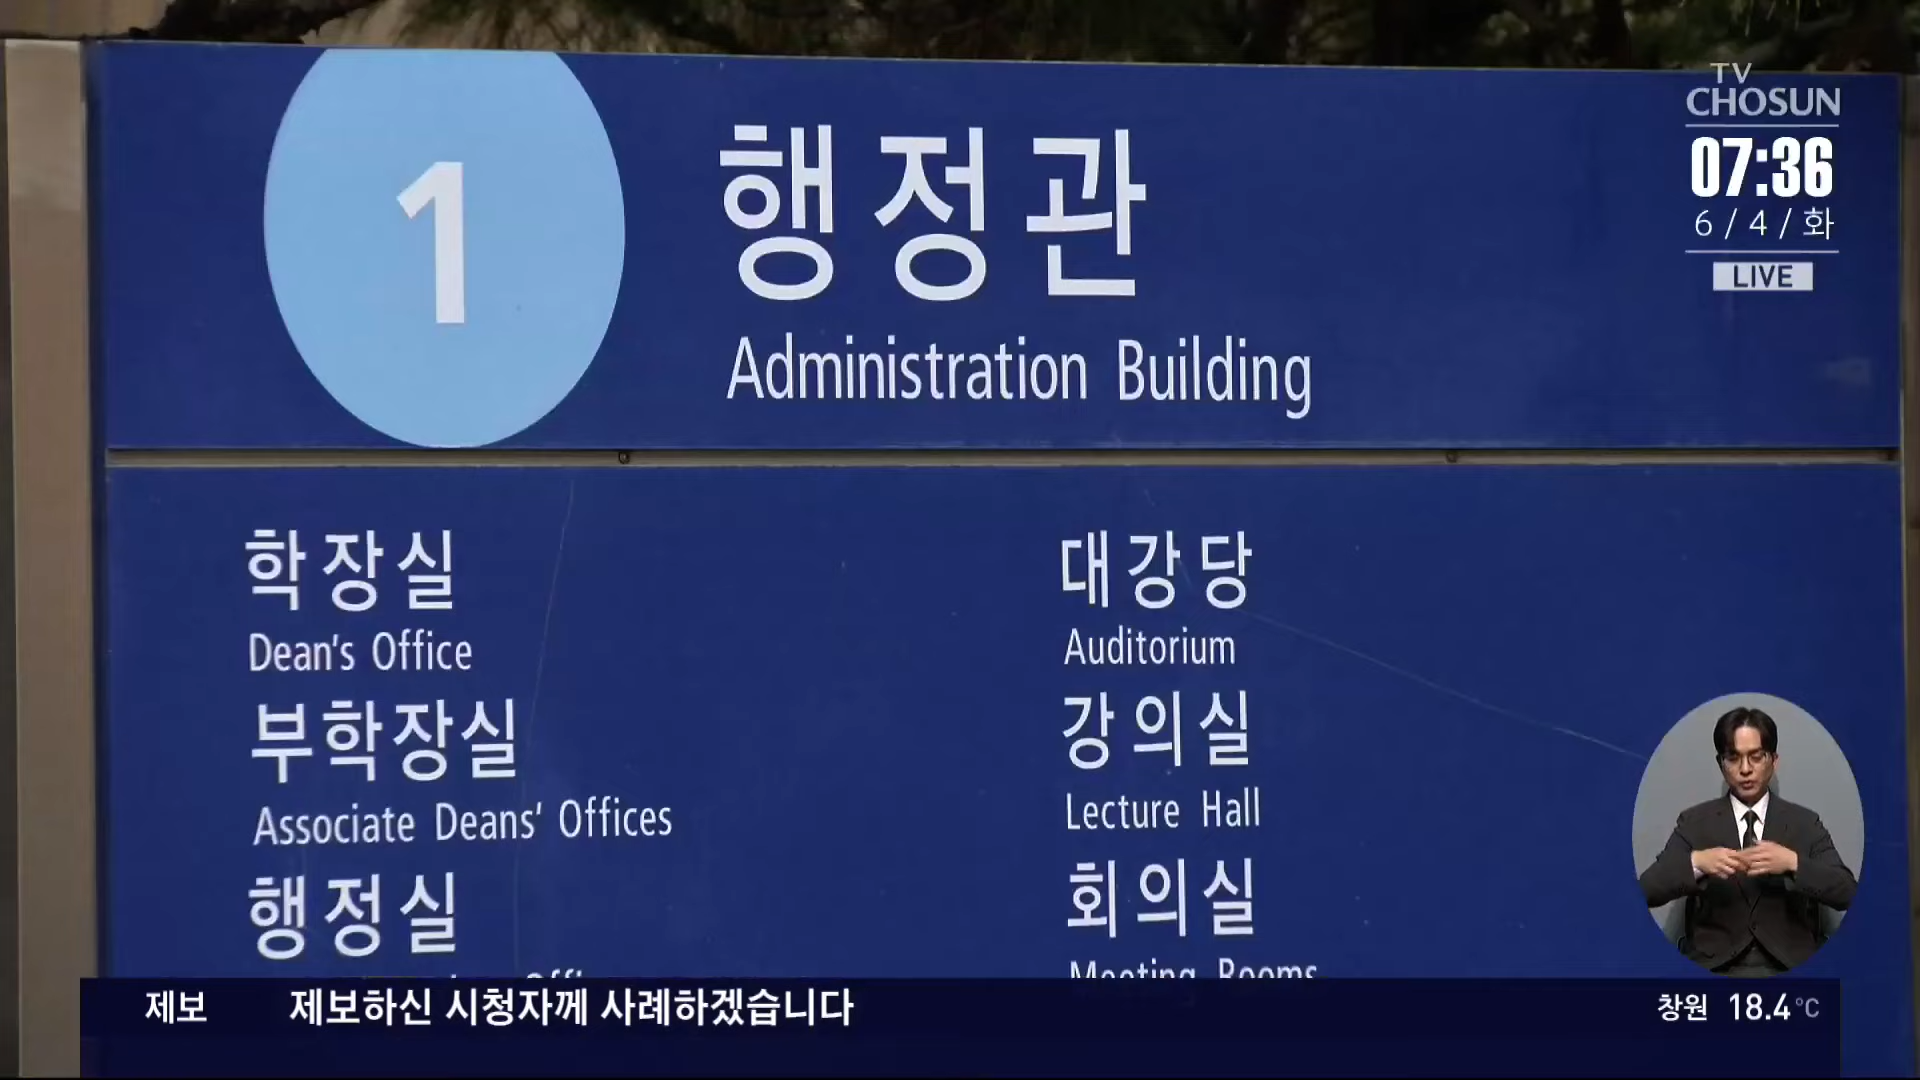 TV
CHOSUN
07:36
6 / 4 / 화
LIVE
1
행정관
Administration Building
학장실
Dean's Office
부학장실
Associate Deans' Offices
행정실
대강당
Auditorium
강의실
Lecture Hall
회의실
Meeting Rooms
제보 제보하신 시청자께 사례하겠습니다
창원 18.4°C